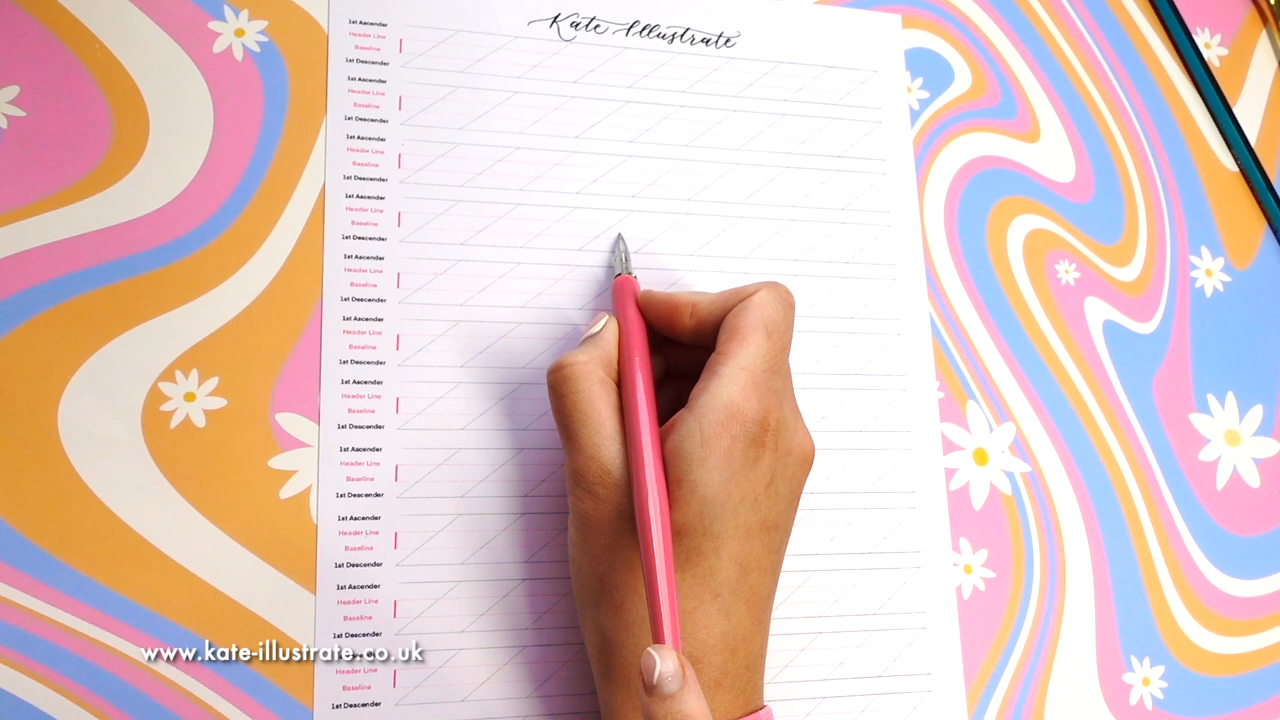 Kate Illustrate
1st Ascender
Header Line
Baseline
1st Descender
1st Ascender
Header Line
Baseline
1st Descender
1st Ascender
Header Line
Baseline
1st Descender
1st Ascender
Header Line
Baseline
1st Descender
1st Ascender
Header Line
Baseline
1st Descender
1st Ascender
Header Line
Baseline
1st Descender
1st Ascender
Header Line
Baseline
1st Descender
1st Ascender
Header Line
Baseline
1st Descender
1st Ascender
Header Line
Baseline
1st Descender
1st Ascender
Header Line
Baseline
1st Descender
www.kate-illustrate.co.uk
Header Line
Baseline
1st Descender